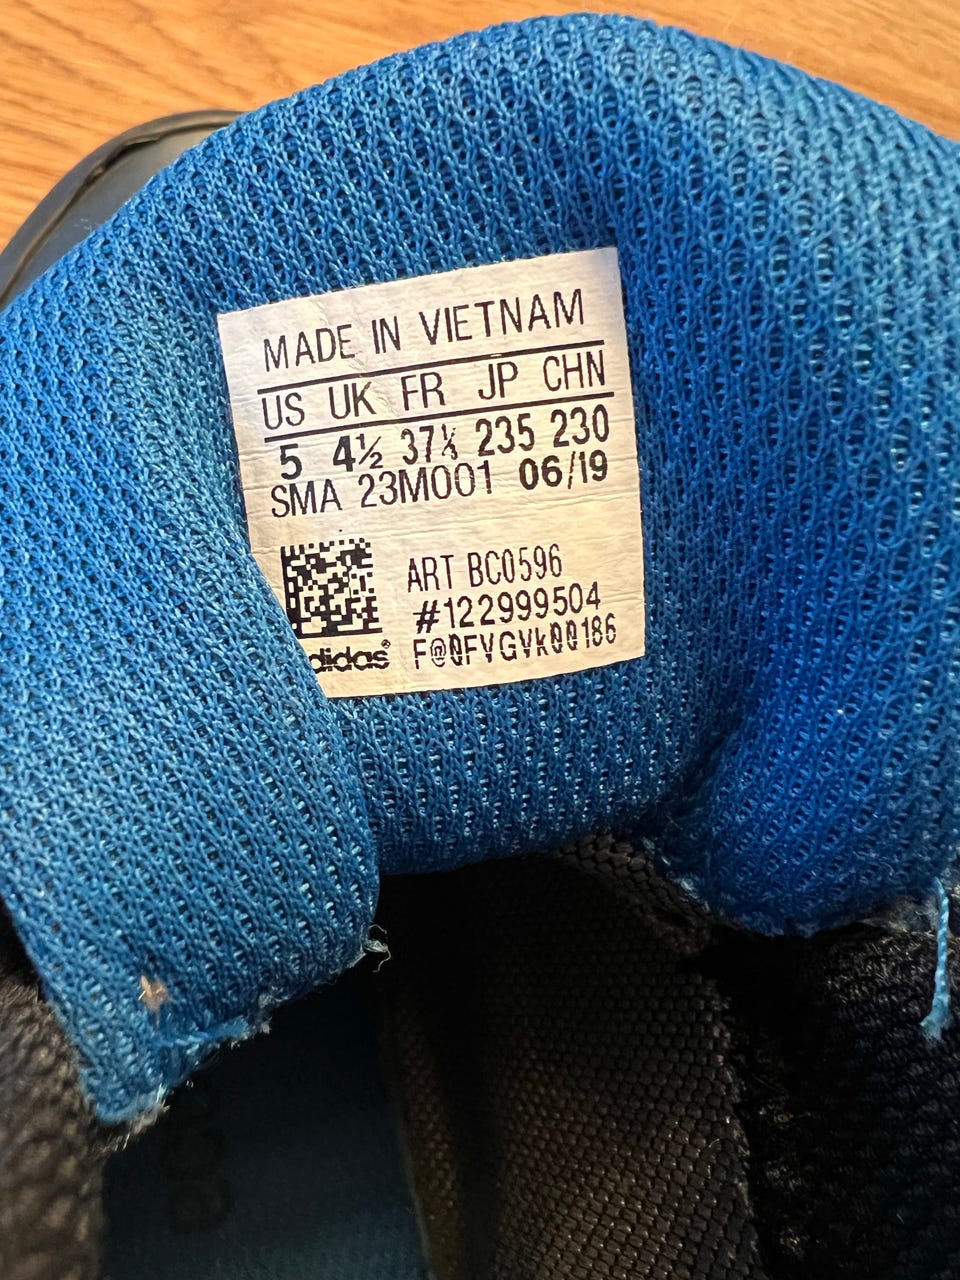 MADE IN VIETNAM
US UK FR JP CHN
5 4½ 37⅓ 235 230
SMA 23M001 06/19
ART BC0596
#122999504
F@0FVGVk00186
didas®